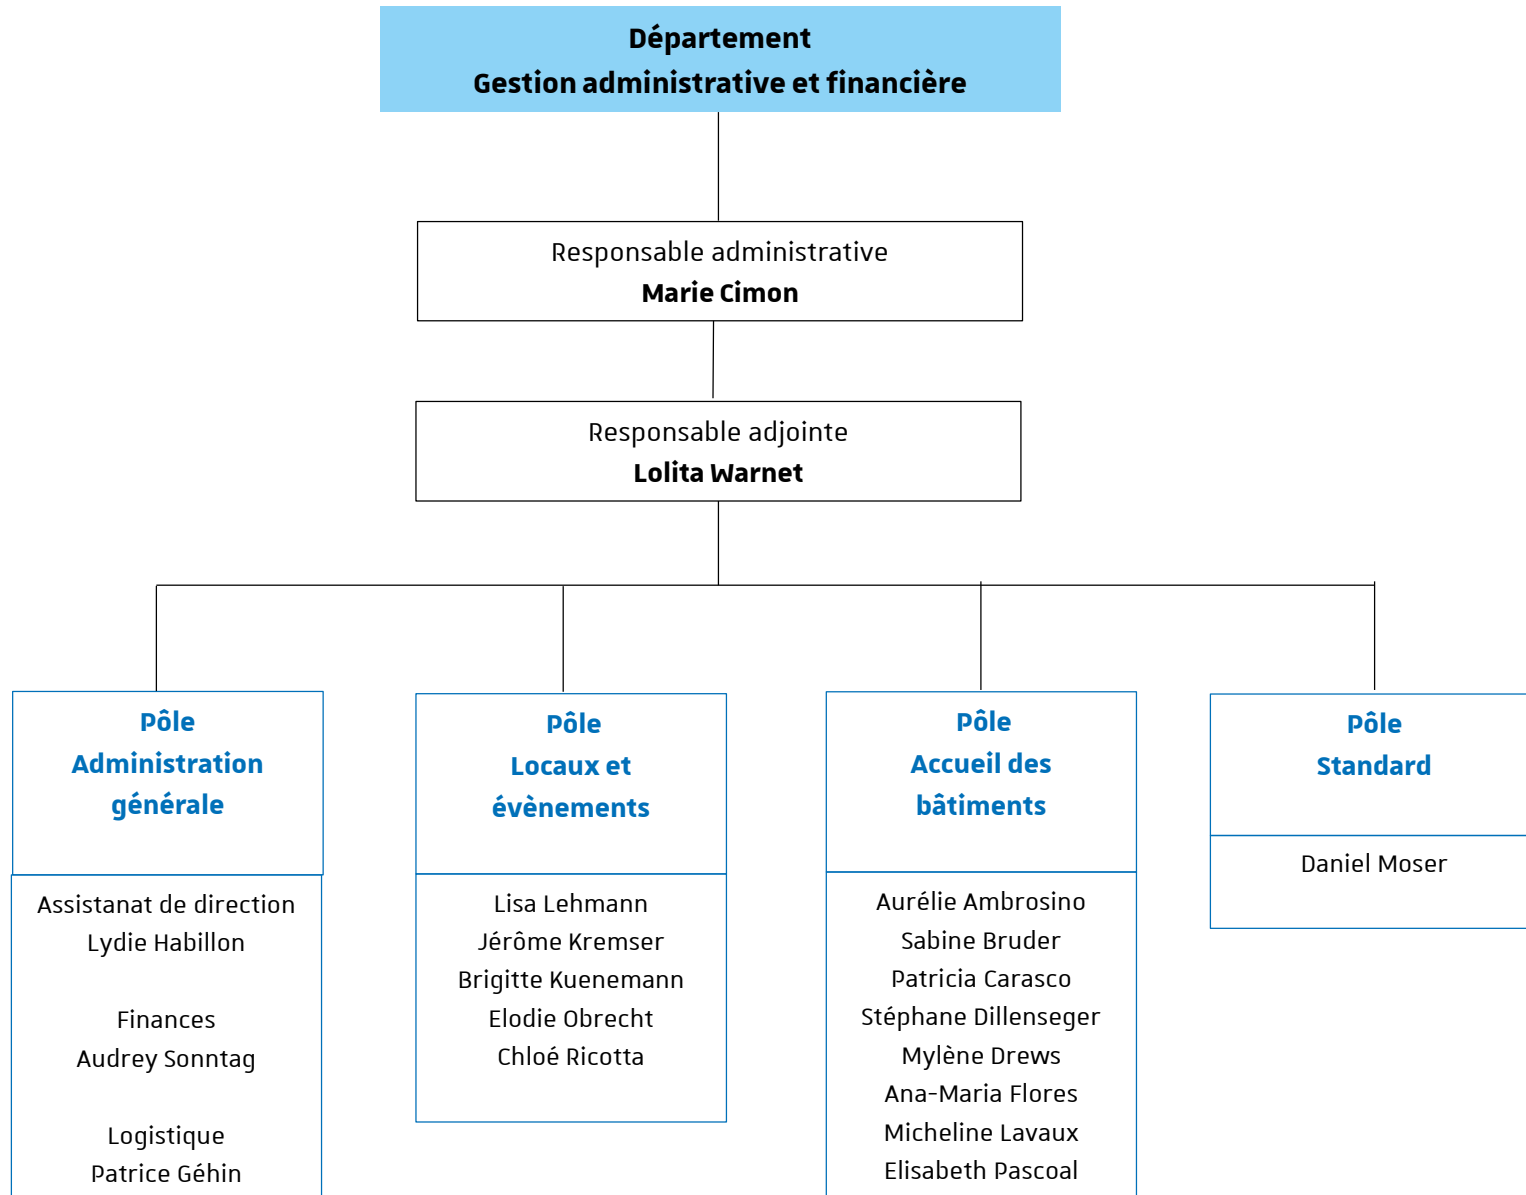 Département
Gestion administrative et financière
Responsable administrative
Marie Cimon
Responsable adjointe
Lolita Warnet
Pôle
Administration
générale
Assistanat de direction
Lydie Habillon
Finances
Audrey Sonntag
Logistique
Patrice Géhin
Pôle
Locaux et
évènements
Lisa Lehmann
Jérôme Kremser
Brigitte Kuenemann
Elodie Obrecht
Chloé Ricotta
Pôle
Accueil des
bâtiments
Aurélie Ambrosino
Sabine Bruder
Patricia Carasco
Stéphane Dillenseger
Mylène Drews
Ana-Maria Flores
Micheline Lavaux
Elisabeth Pascoal
Pôle
Standard
Daniel Moser